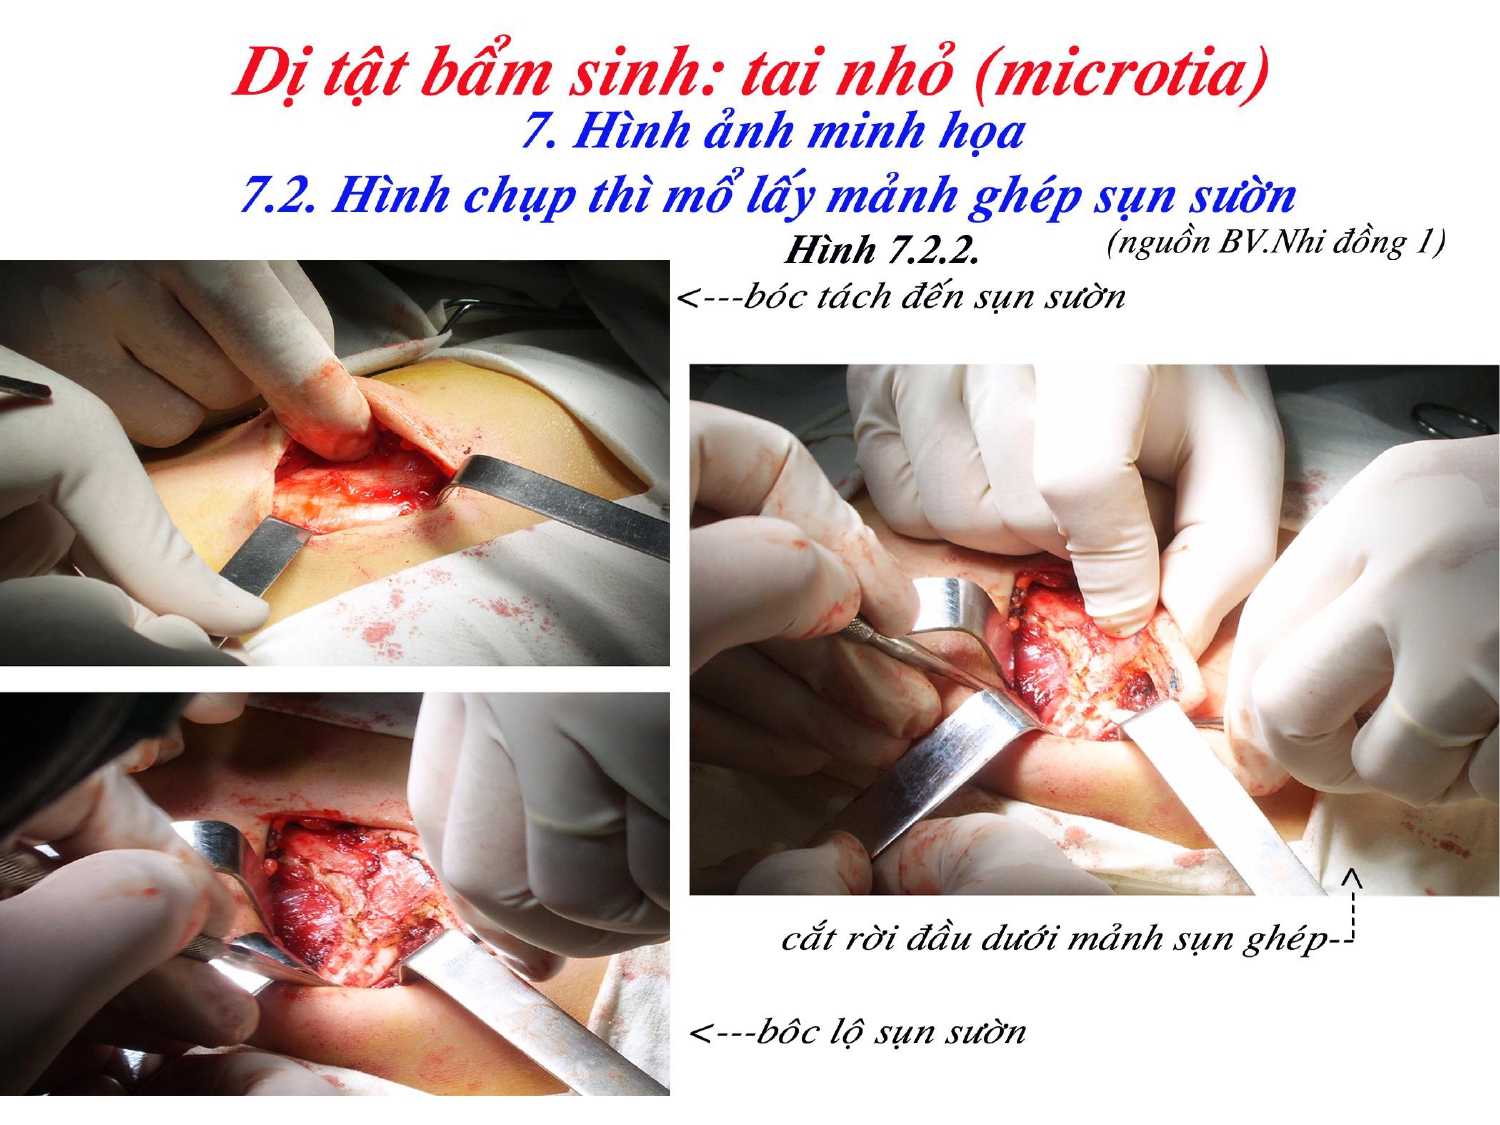 Dị tật bẩm sinh: tai nhỏ (microtia)
7. Hình ảnh minh họa
7.2. Hình chụp thì mổ lấy mảnh ghép sụn sườn
Hình 7.2.2. (nguồn BV.Nhi đồng 1)
<---bóc tách đến sụn sườn
cắt rời đầu dưới mảnh sụn ghép--
<---bôc lộ sụn sườn